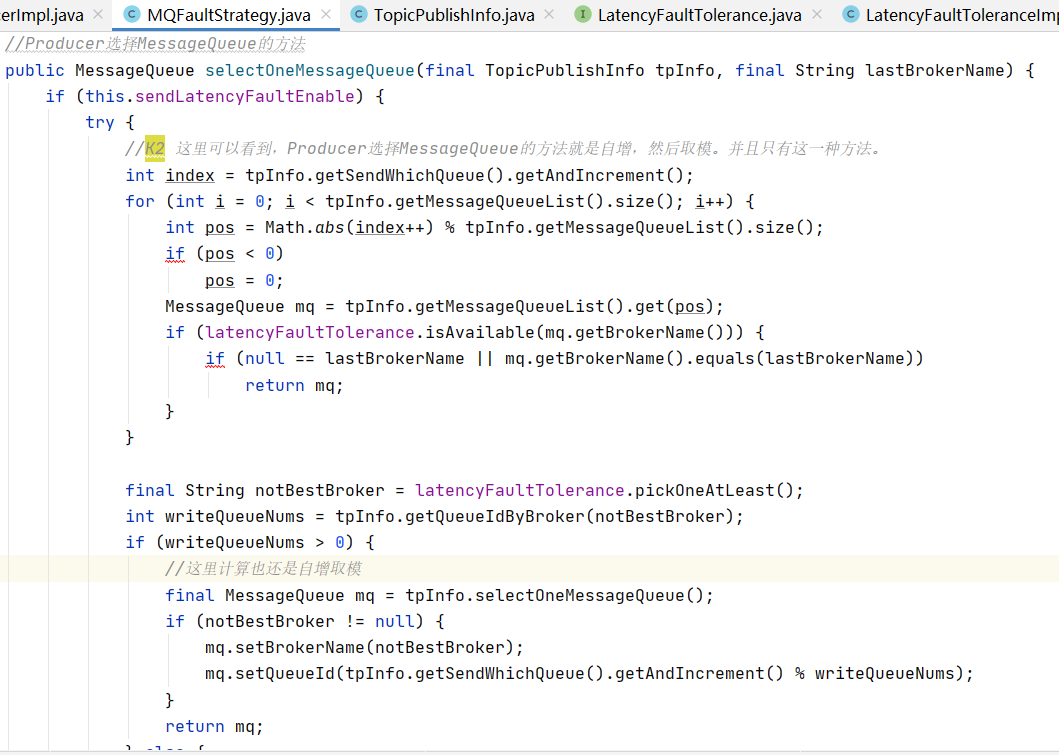 erImpl.java MQFaultStrategy.java TopicPublishInfo.java LatencyFaultTolerance.java LatencyFaultToleranceImp
//Producer选择MessageQueue的方法
public MessageQueue selectOneMessageQueue(final TopicPublishInfo tpInfo, final String lastBrokerName) {
if (this.sendLatencyFaultEnable) {
try {
//K2 这里可以看到，Producer选择MessageQueue的方法就是自增，然后取模。并且只有这一种方法。
int index = tpInfo.getSendWhichQueue().getAndIncrement();
for (int i = 0; i < tpInfo.getMessageQueueList().size(); i++) {
int pos = Math.abs(index++) % tpInfo.getMessageQueueList().size();
if (pos < 0)
pos = 0;
MessageQueue mq = tpInfo.getMessageQueueList().get(pos);
if (latencyFaultTolerance.isAvailable(mq.getBrokerName())) {
if (null == lastBrokerName || mq.getBrokerName().equals(lastBrokerName))
return mq;
}
}
final String notBestBroker = latencyFaultTolerance.pickOneAtLeast();
int writeQueueNums = tpInfo.getQueueIdByBroker(notBestBroker);
if (writeQueueNums > 0) {
//这里计算也还是自增取模
final MessageQueue mq = tpInfo.selectOneMessageQueue();
if (notBestBroker != null) {
mq.setBrokerName(notBestBroker);
mq.setQueueId(tpInfo.getSendWhichQueue().getAndIncrement() % writeQueueNums);
}
return mq;
} else {